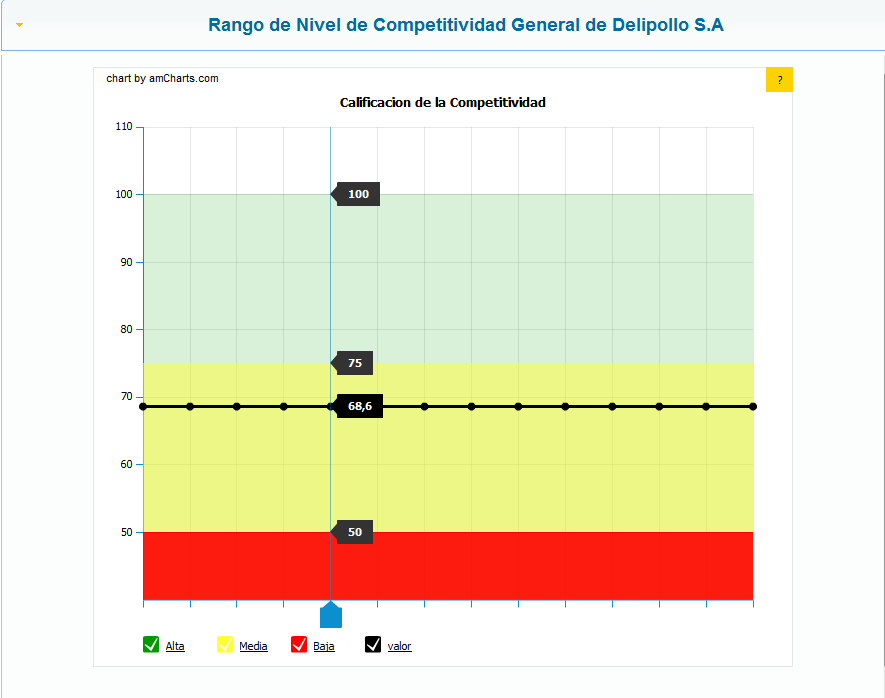 Rango de Nivel de Competitividad General de Delipollo S.A
chart by amCharts.com
?
Calificacion de la Competitividad
110
100
100
90
80
75
70
68,6
60
50
50
Alta
Media
Baja
valor